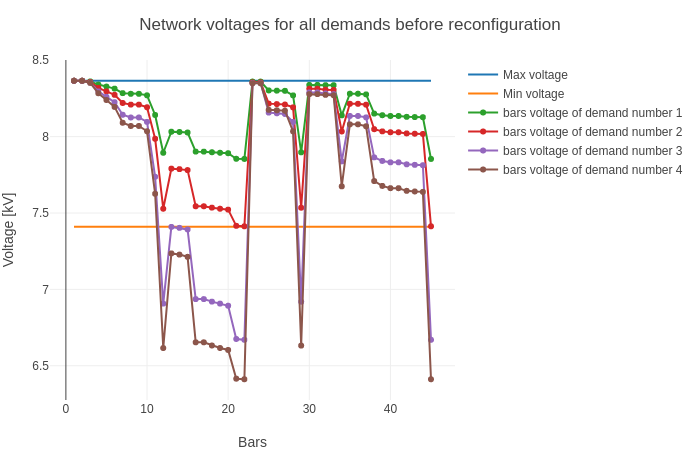 Network voltages for all demands before reconfiguration
8.5
8
7.5
7
6.5
0
10
20
30
40
Voltage [kV]
Bars
Max voltage
Min voltage
bars voltage of demand number 1
bars voltage of demand number 2
bars voltage of demand number 3
bars voltage of demand number 4